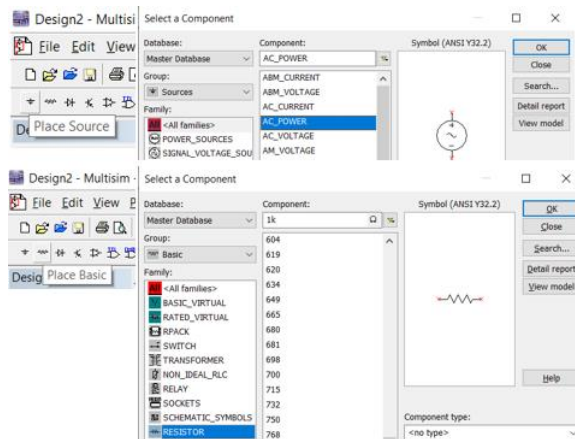 Design2 - Multisi
File Edit View
Place Source
De
Select a Component
Database:
Master Database
Group:
Sources
Family:
All <All families>
POWER_SOURCES
SIGNAL_VOLTAGE_SOU
Component:
AC_POWER
ABM_CURRENT
ABM_VOLTAGE
AC_CURRENT
AC_POWER
AC_VOLTAGE
AM_VOLTAGE
Symbol (ANSI Y32.2)
OK
Close
Search...
Detail report
View model
Design2 - Multisim -
File Edit View P
Place Basic
Desig
Select a Component
Database:
Master Database
Group:
Basic
Family:
All <All families>
BASIC_VIRTUAL
RATED_VIRTUAL
RPACK
SWITCH
TRANSFORMER
NON_IDEAL_RLC
RELAY
SOCKETS
SCHEMATIC_SYMBOLS
RESISTOR
Component:
1k Ω
604
619
620
634
649
665
680
681
698
700
715
732
750
768
Symbol (ANSI Y32.2)
Component type:
<no type>
OK
Close
Search...
Detail report
View model
Help